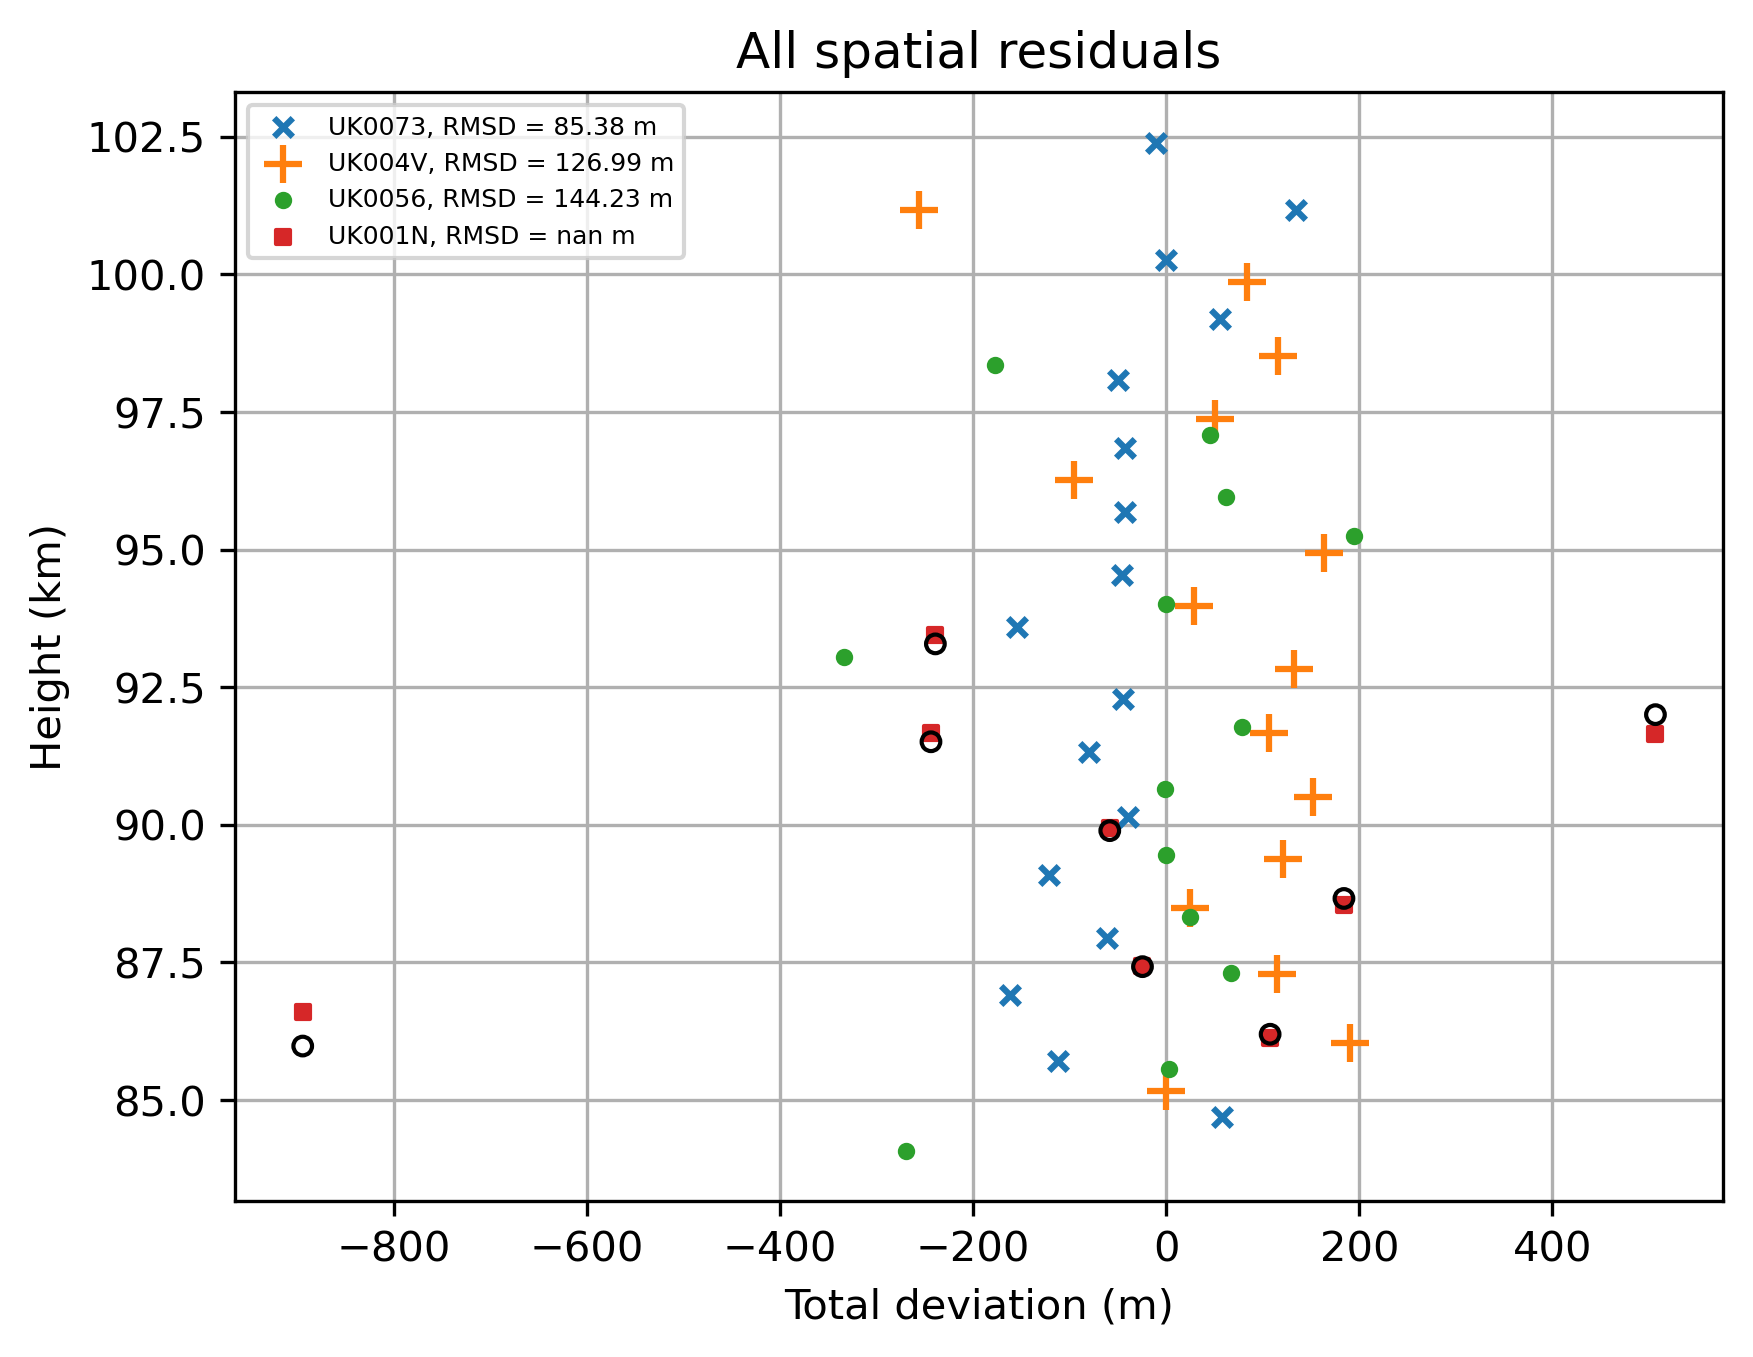 All spatial residuals
UK0073, RMSD = 85.38 m
UK004V, RMSD = 126.99 m
UK0056, RMSD = 144.23 m
UK001N, RMSD = nan m
Height (km)
102.5
100.0
97.5
95.0
92.5
90.0
87.5
85.0
−800 −600 −400 −200 0 200 400
Total deviation (m)